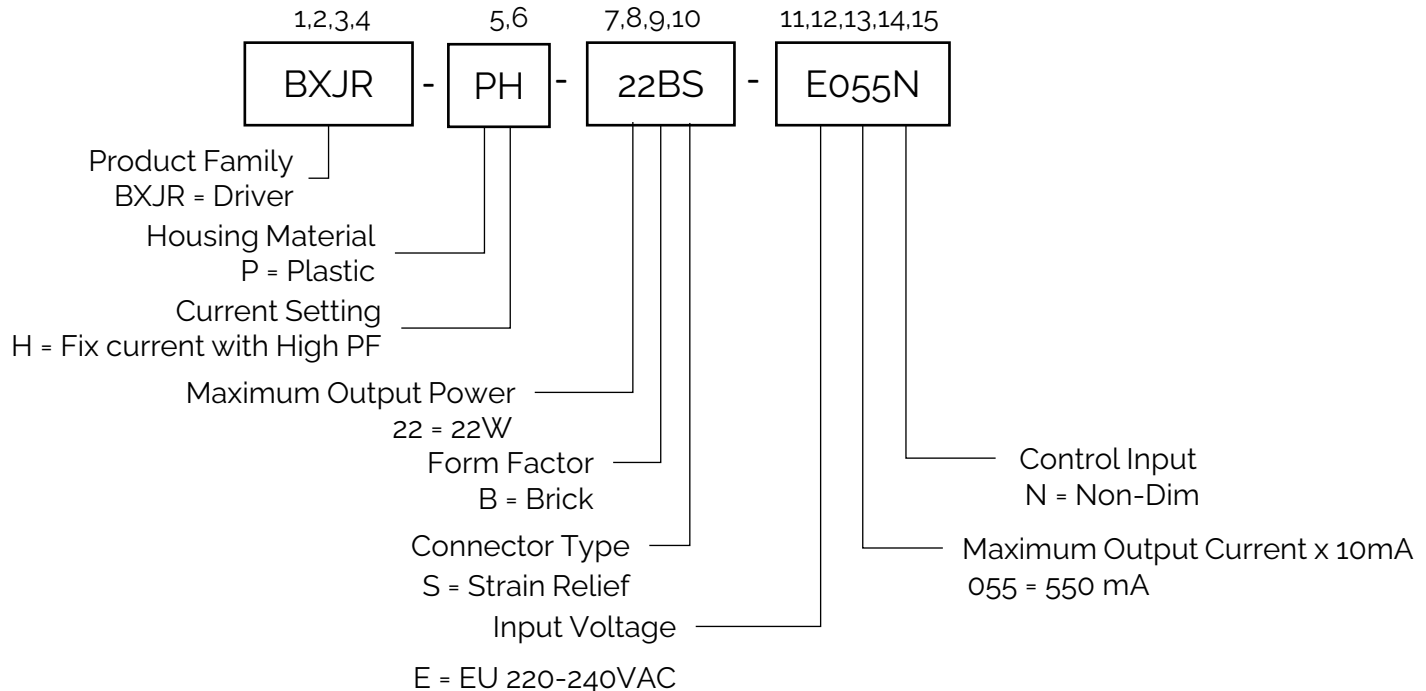 1,2,3,4 5,6 7,8,9,10 11,12,13,14,15
BXJR - PH - 22BS - E055N
Product Family
BXJR = Driver
Housing Material
P = Plastic
Current Setting
H = Fix current with High PF
Maximum Output Power
22 = 22W
Form Factor
B = Brick
Connector Type
S = Strain Relief
Input Voltage
E = EU 220-240VAC
Control Input
N = Non-Dim
Maximum Output Current x 10mA
055 = 550 mA